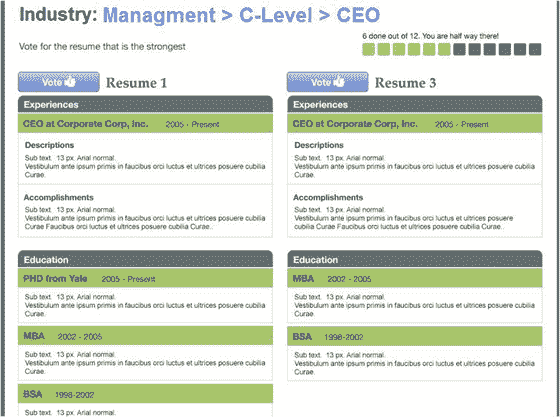 Industry: Managment > C-Level > CEO
6 done out of 12. You are half way there!
Vote for the resume that is the strongest
Vote Resume 1
Experiences
CEO at Corporate Corp, Inc. 2005 - Present
Descriptions
Sub text. 13 px. Arial normal.
Vestibulum ante ipsum primis in faucibus orci luctus et ultrices posuere cubilia
Curae.
Accomplishments
Sub text. 13 px. Arial normal.
Vestibulum ante ipsum primis in faucibus orci luctus et ultrices posuere cubilia
Curae Faucibus orci luctus et ultrices posuere cubilia Curae..
Education
PHD from Yale 2005 - Present
Sub text. 13 px. Arial normal.
Vestibulum ante ipsum primis in faucibus orci luctus et ultrices posuere cubilia
Curae.
MBA 2002 - 2005
Sub text. 13 px. Arial normal.
Vestibulum ante ipsum primis in faucibus orci luctus et ultrices posuere cubilia
Curae.
BSA 1998-2002
Sub text. 13 px. Arial normal.
Vote Resume 3
Experiences
CEO at Corporate Corp, Inc. 2005 - Present
Descriptions
Sub text. 13 px. Arial normal.
Vestibulum ante ipsum primis in faucibus orci luctus et ultrices posuere cubilia
Curae.
Accomplishments
Sub text. 13 px. Arial normal.
Vestibulum ante ipsum primis in faucibus orci luctus et ultrices posuere
cubilia Curae Faucibus orci luctus et ultrices posuere cubilia Curae..
Education
MBA 2002 - 2005
Sub text. 13 px. Arial normal.
Vestibulum ante ipsum primis in faucibus orci luctus et ultrices posuere cubilia
Curae.
BSA 1998-2002
Sub text. 13 px. Arial normal.
Vestibulum ante ipsum primis in faucibus orci luctus et ultrices posuere cubilia
Curae.